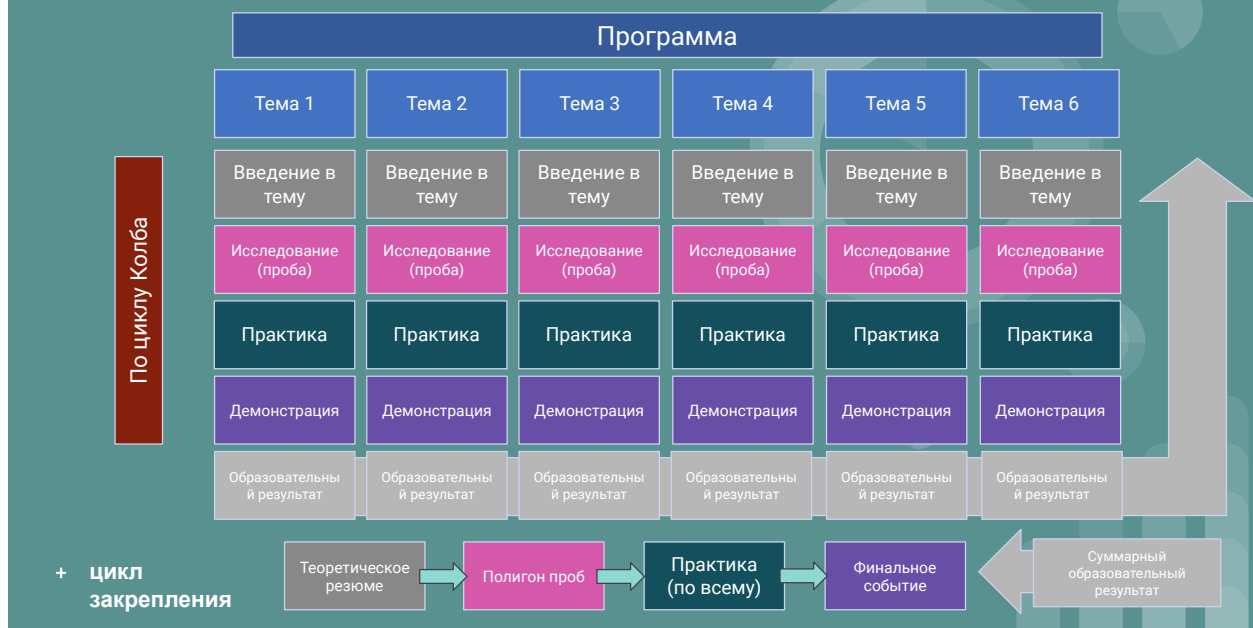 Программа
Тема 1
Тема 2
Тема 3
Тема 4
Тема 5
Тема 6
По циклу Колба
Введение в
тему
Введение в
тему
Введение в
тему
Введение в
тему
Введение в
тему
Введение в
тему
Исследование
(проба)
Исследование
(проба)
Исследование
(проба)
Исследование
(проба)
Исследование
(проба)
Исследование
(проба)
Практика
Практика
Практика
Практика
Практика
Практика
Демонстрация
Демонстрация
Демонстрация
Демонстрация
Демонстрация
Демонстрация
Образовательны
й результат
Образовательны
й результат
Образовательны
й результат
Образовательны
й результат
Образовательны
й результат
Образовательны
й результат
+ цикл
закрепления
Теоретическое
резюме
Полигон проб
Практика
(по всему)
Финальное
событие
Суммарный
образовательный
результат